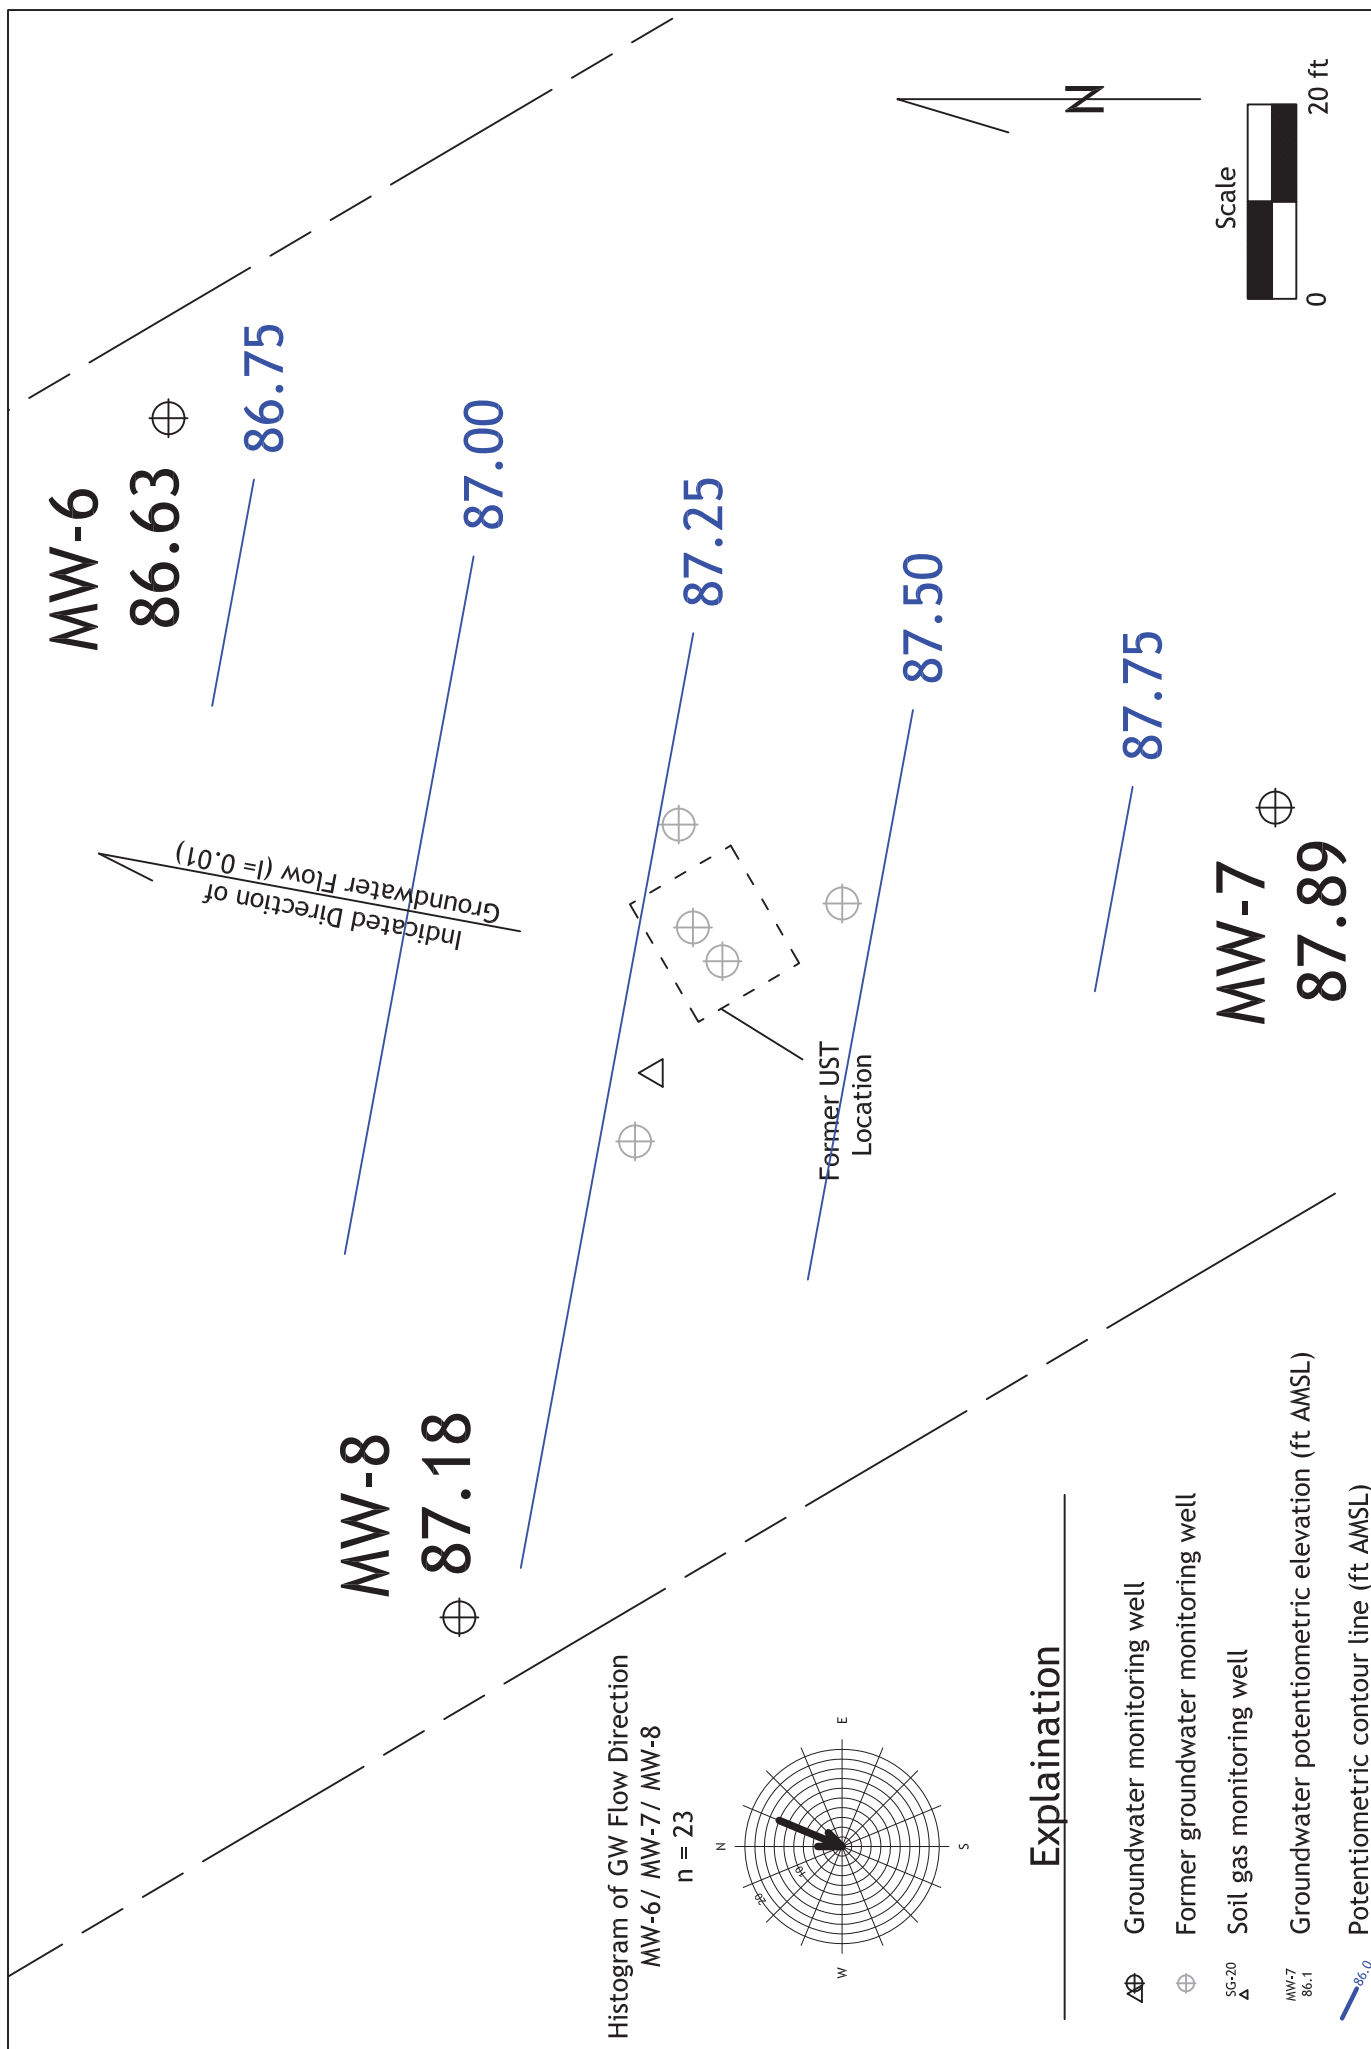 MW-6
86.63
86.75
87.00
87.25
87.50
87.75
MW-8
87.18
MW-7
87.89
Indicated Direction of
Groundwater Flow (I= 0.01)
Former UST
Location
N
Scale
0
20 ft
Histogram of GW Flow Direction
MW-6/ MW-7/ MW-8
n = 23
N
E
S
W
10
20
Explaination
Groundwater monitoring well
Former groundwater monitoring well
SG-20
Soil gas monitoring well
MW-7
86.1
Groundwater potentiometric elevation (ft AMSL)
86.0
Potentiometric contour line (ft AMSL)